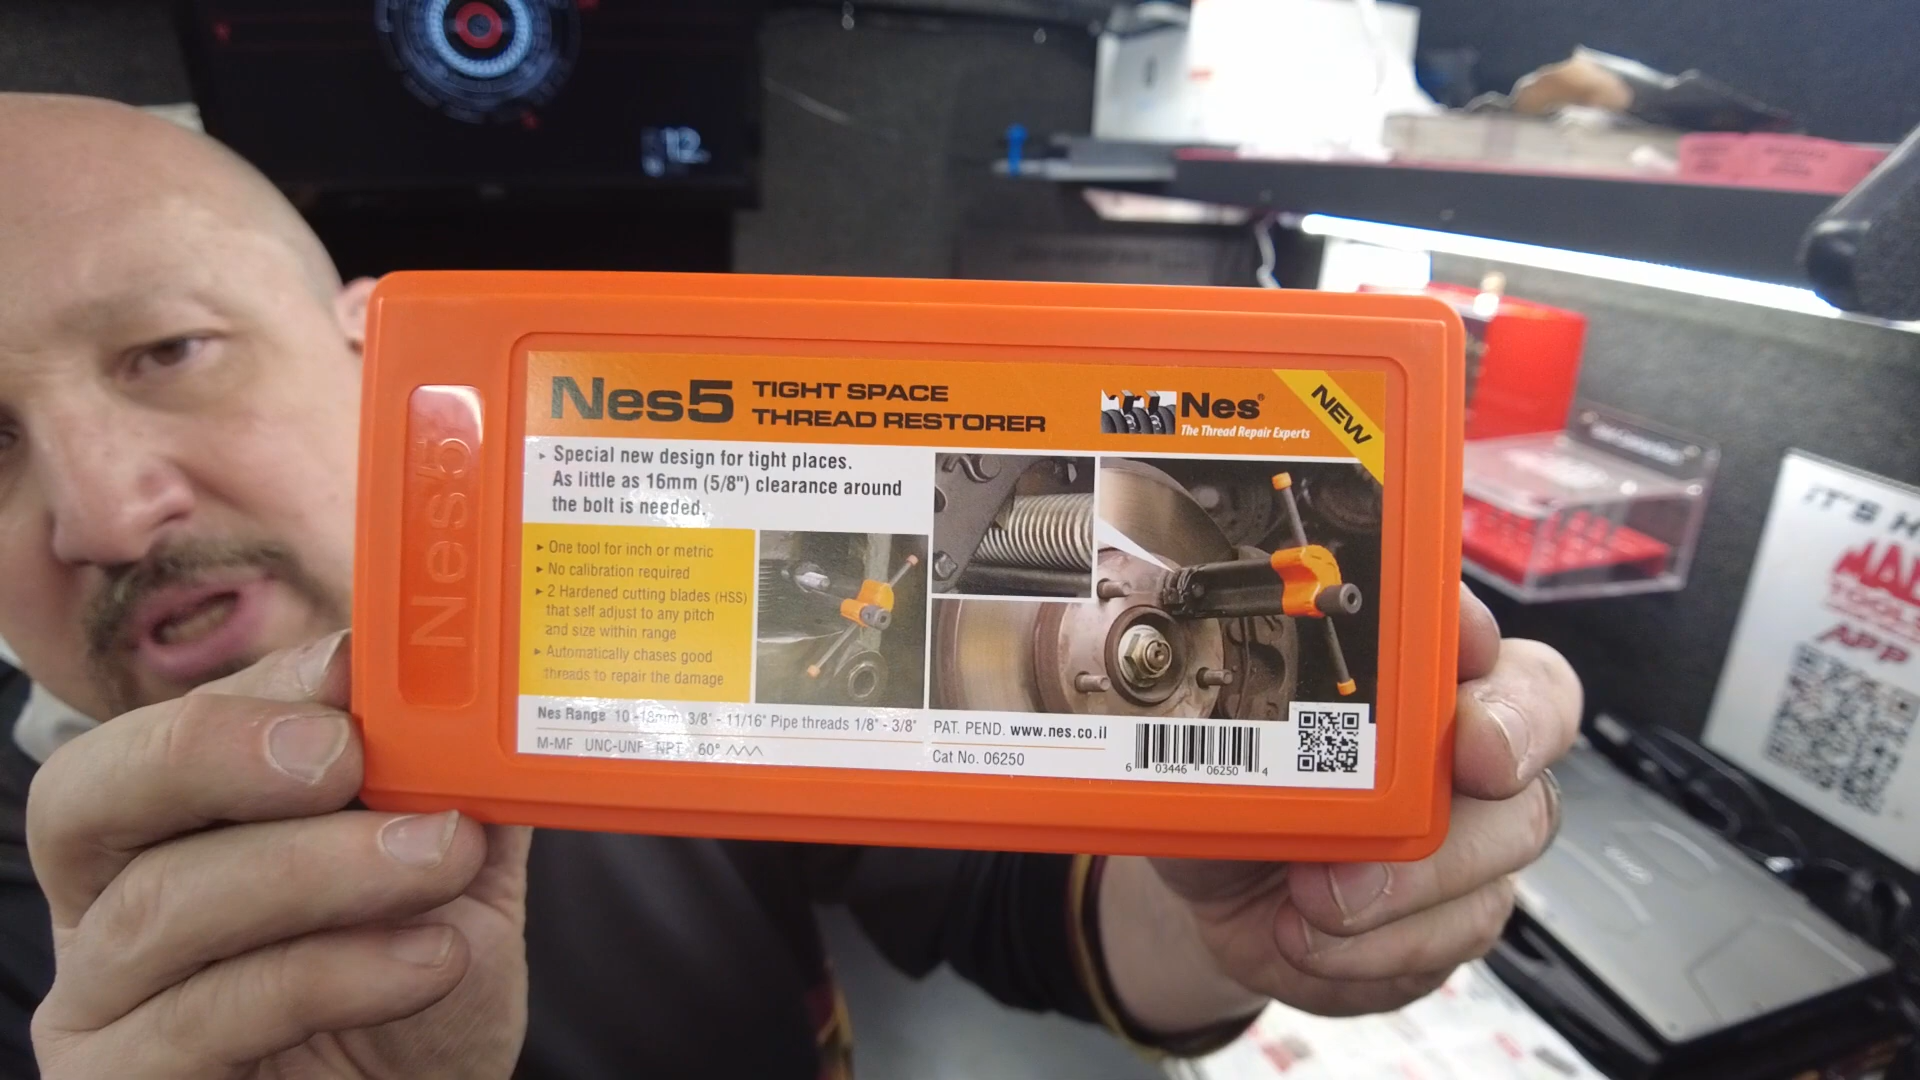 12
Nes5
Nes5
TIGHT SPACE
THREAD RESTORER
Nes®
The Thread Repair Experts
NEW
▸ Special new design for tight places.
As little as 16mm (5/8") clearance around
the bolt is needed.
▸ One tool for inch or metric
▸ No calibration required
▸ 2 Hardened cutting blades (HSS)
that self adjust to any pitch
and size within range
▸ Automatically chases good
threads to repair the damage
Nes Range 10 -18mm 3/8" - 11/16" Pipe threads 1/8" - 3/8"
M-MF UNC-UNF NPT 60°
PAT. PEND. www.nes.co.il
Cat No. 06250
6 03446 06250 4
IT'S
MAC
TOOLS
APP